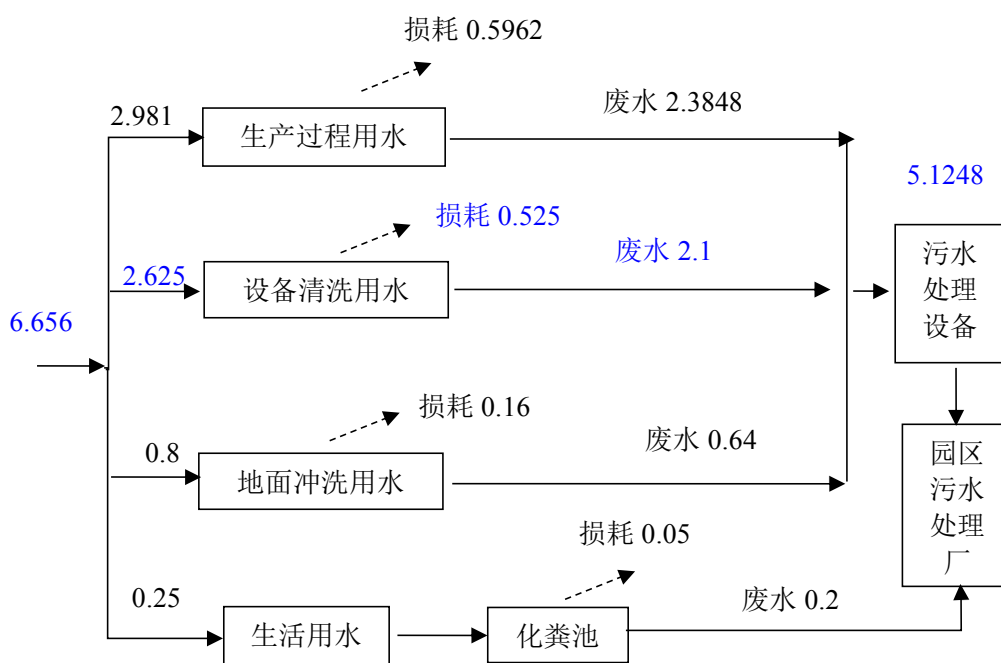 损耗 0.5962
2.981
生产过程用水
废水 2.3848
5.1248
损耗 0.525
2.625
设备清洗用水
废水 2.1
污水
处理
设备
6.656
损耗 0.16
0.8
地面冲洗用水
废水 0.64
园区
污水
处理
厂
损耗 0.05
0.25
生活用水
化粪池
废水 0.2